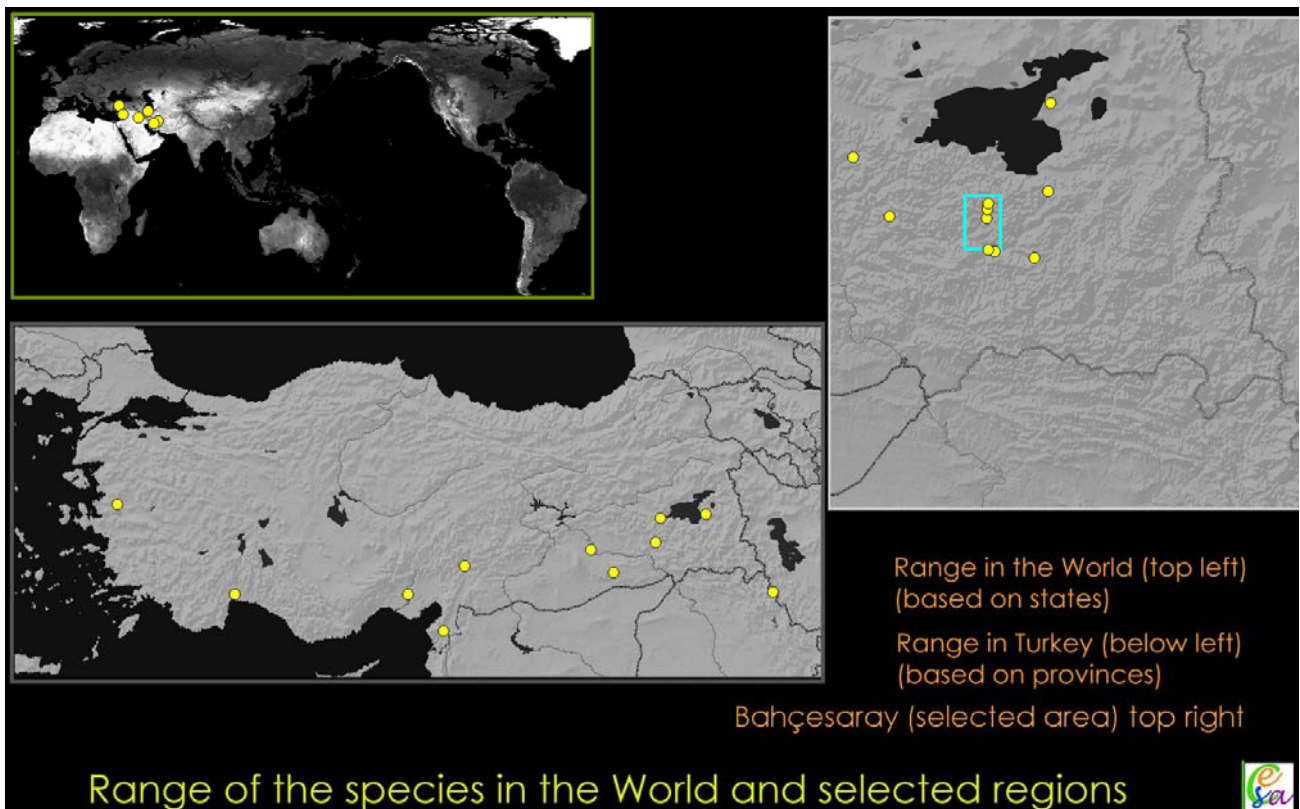 Range in the World (top left)
(based on states)
Range in Turkey (below left)
(based on provinces)
Bahçesaray (selected area) top right
Range of the species in the World and selected regions
esa